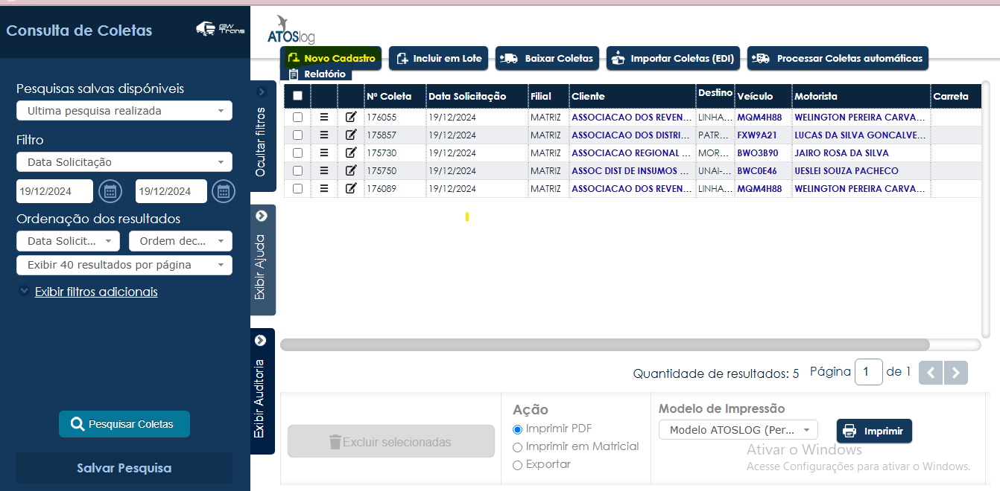 Consulta de Coletas
GW
Trans
Pesquisas salvas dispóniveis
Ultima pesquisa realizada
Filtro
Data Solicitação
19/12/2024 19/12/2024
Ordenação dos resultados
Data Solicit... Ordem dec...
Exibir 40 resultados por página
Exibir filtros adicionais
Pesquisar Coletas
Salvar Pesquisa
Ocultar filtros
Exibir Ajuda
Exibir Auditoria
ATOSlog
Novo Cadastro Incluir em Lote Baixar Coletas Importar Coletas (EDI) Processar Coletas automáticas
Relatório
Nº Coleta Data Solicitação Filial Cliente Destino Veículo Motorista Carreta
176055 19/12/2024 MATRIZ ASSOCIACAO DOS REVEN... LINHA... MQM4H88 WELINGTON PEREIRA CARVA...
175857 19/12/2024 MATRIZ ASSOCIACAO DOS DISTRI... PATR... FXW9A21 LUCAS DA SILVA GONCALVE...
175730 19/12/2024 MATRIZ ASSOCIACAO REGIONAL ... MOR... BWO3B90 JAIRO ROSA DA SILVA
175750 19/12/2024 MATRIZ ASSOC DIST DE INSUMOS ... UNAI-... BWC0E46 UESLEI SOUZA PACHECO
176089 19/12/2024 MATRIZ ASSOCIACAO DOS REVEN... LINHA... MQM4H88 WELINGTON PEREIRA CARVA...
Quantidade de resultados: 5 Página 1 de 1
Excluir selecionadas
Ação
Imprimir PDF
Imprimir em Matricial
Exportar
Modelo de Impressão
Modelo ATOSLOG (Per... Imprimir
Ativar o Windows
Acesse Configurações para ativar o Windows.